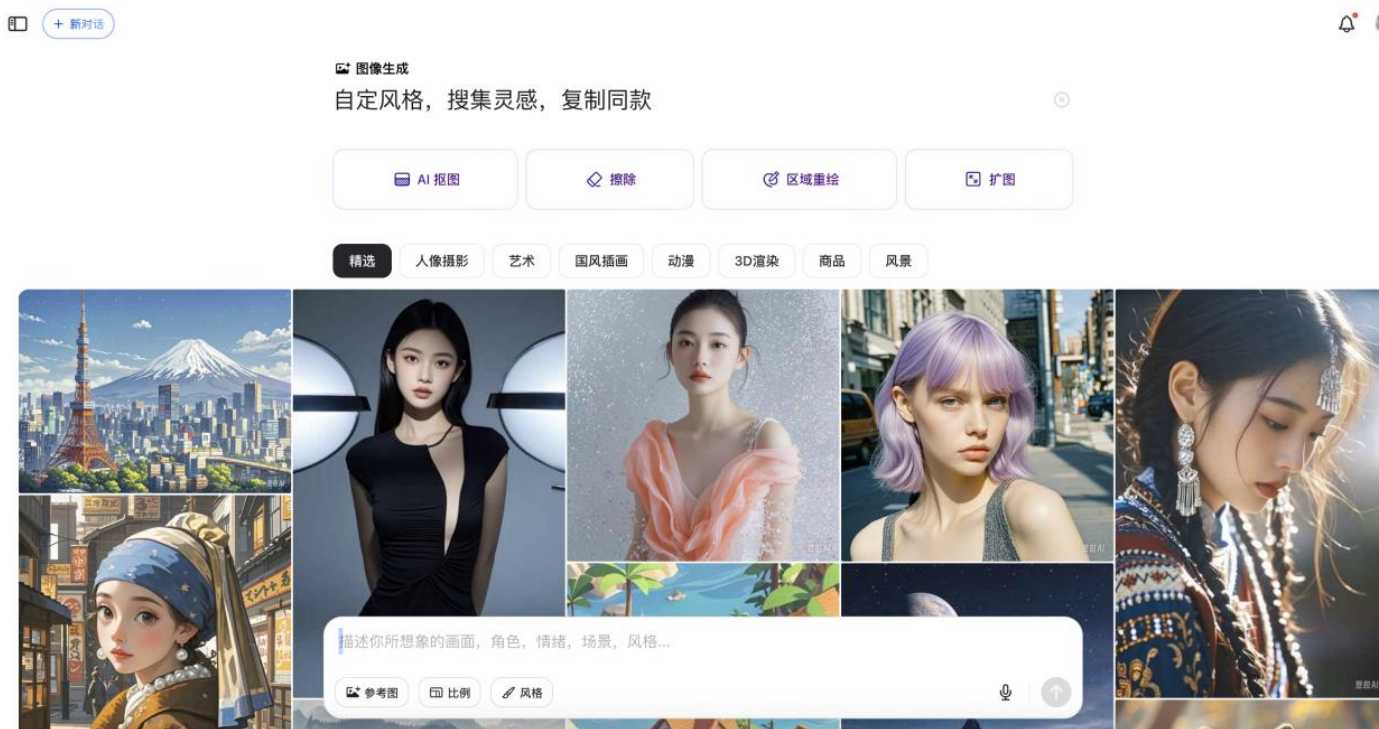 + 新对话
图像生成
自定风格，搜集灵感，复制同款
AI 抠图
擦除
区域重绘
扩图
精选
人像摄影
艺术
国风插画
动漫
3D渲染
商品
风景
描述你所想象的画面，角色，情绪，场景，风格...
参考图
比例
风格